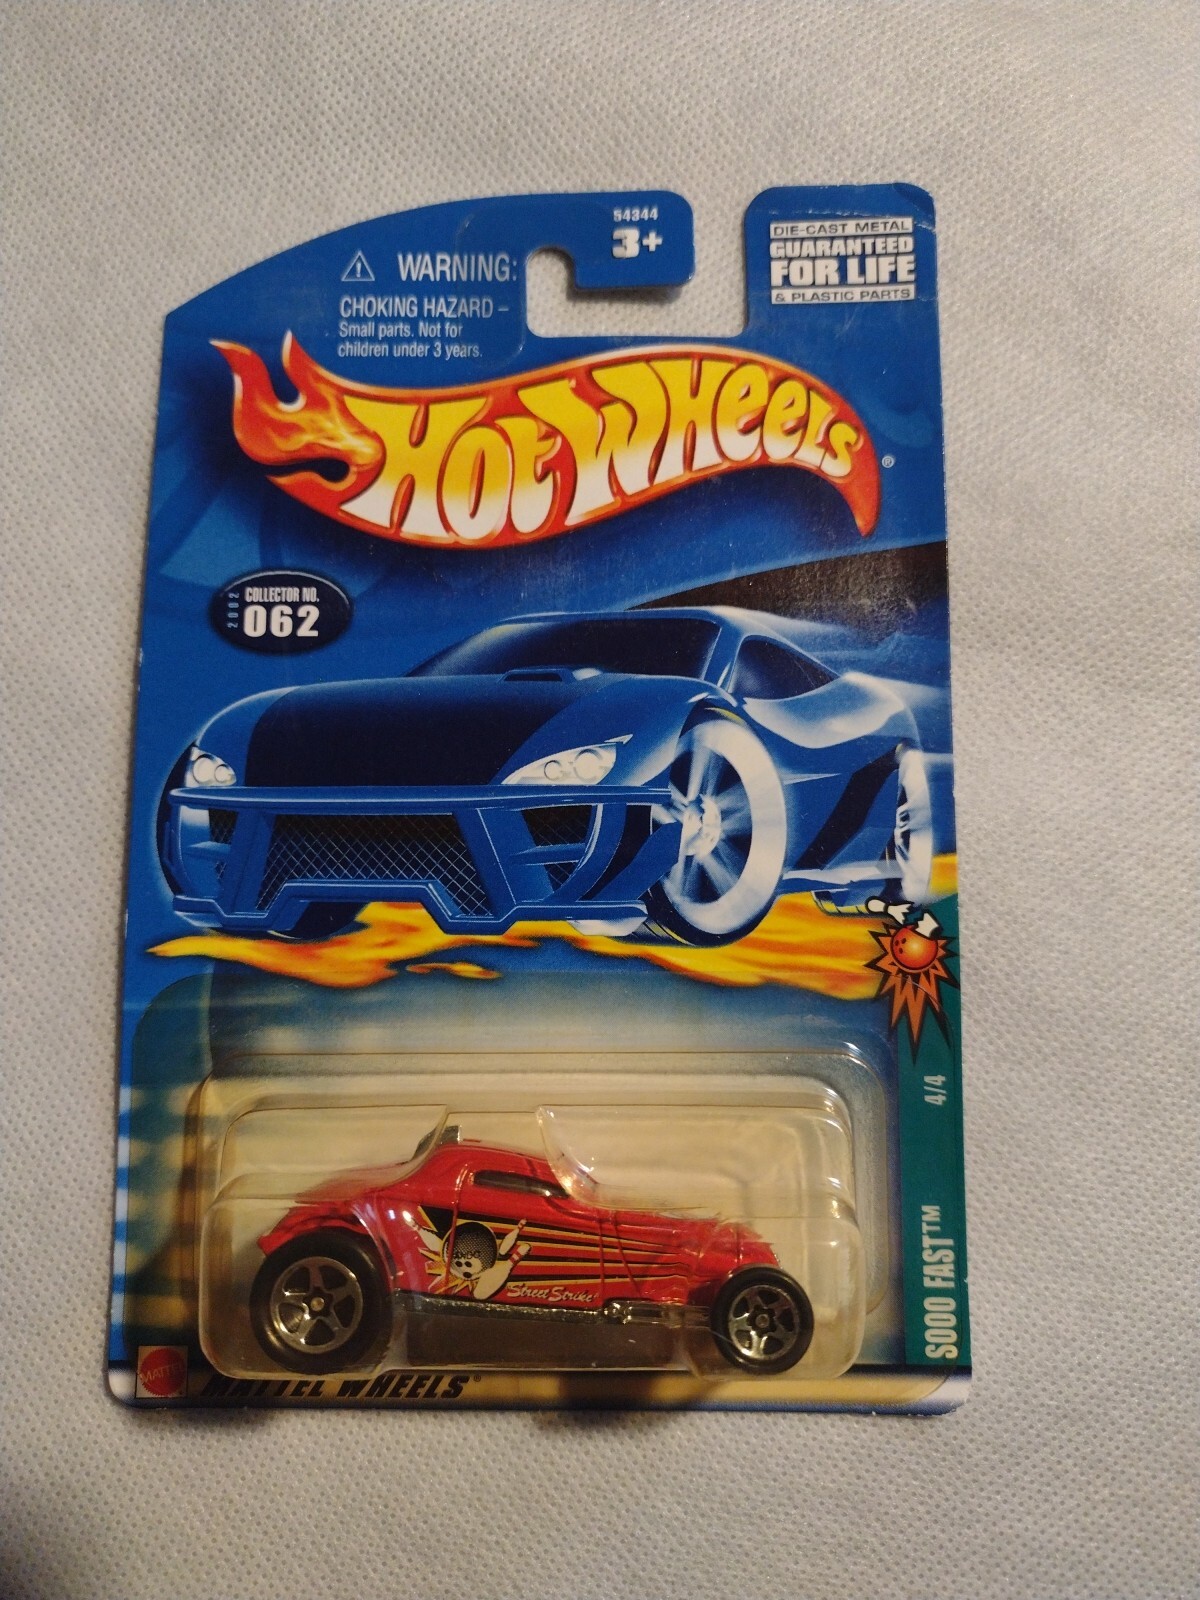 54344
3+
DIE-CAST METAL
GUARANTEED
FOR LIFE
& PLASTIC PARTS
WARNING:
CHOKING HAZARD –
Small parts. Not for
children under 3 years.
HOT WHEELS®
2002
COLLECTOR NO.
062
4/4
SOOO FAST™
Street Strike
MATTEL
MATTEL WHEELS®